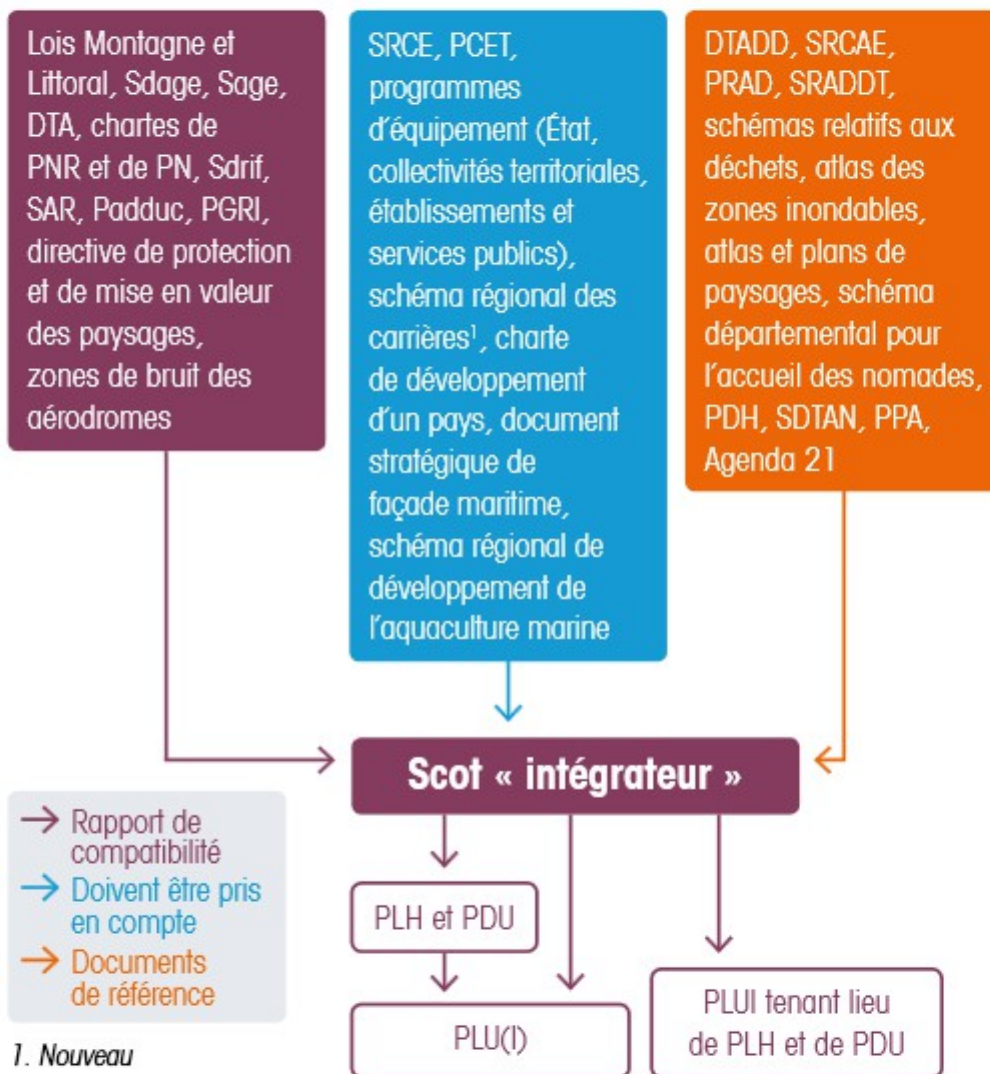 Lois Montagne et
Littoral, Sdage, Sage,
DTA, chartes de
PNR et de PN, Sdrif,
SAR, Padduc, PGRI,
directive de protection
et de mise en valeur
des paysages,
zones de bruit des
aérodromes
SRCE, PCET,
programmes
d'équipement (État,
collectivités territoriales,
établissements et
services publics),
schéma régional des
carrières¹, charte
de développement
d'un pays, document
stratégique de
façade maritime,
schéma régional de
développement de
l'aquaculture marine
DTADD, SRCAE,
PRAD, SRADDT,
schémas relatifs aux
déchets, atlas des
zones inondables,
atlas et plans de
paysages, schéma
départemental pour
l'accueil des nomades,
PDH, SDTAN, PPA,
Agenda 21
Scot « intégrateur »
Rapport de
compatibilité
Doivent être pris
en compte
Documents
de référence
1. Nouveau
PLH et PDU
PLU(I)
PLUI tenant lieu
de PLH et de PDU